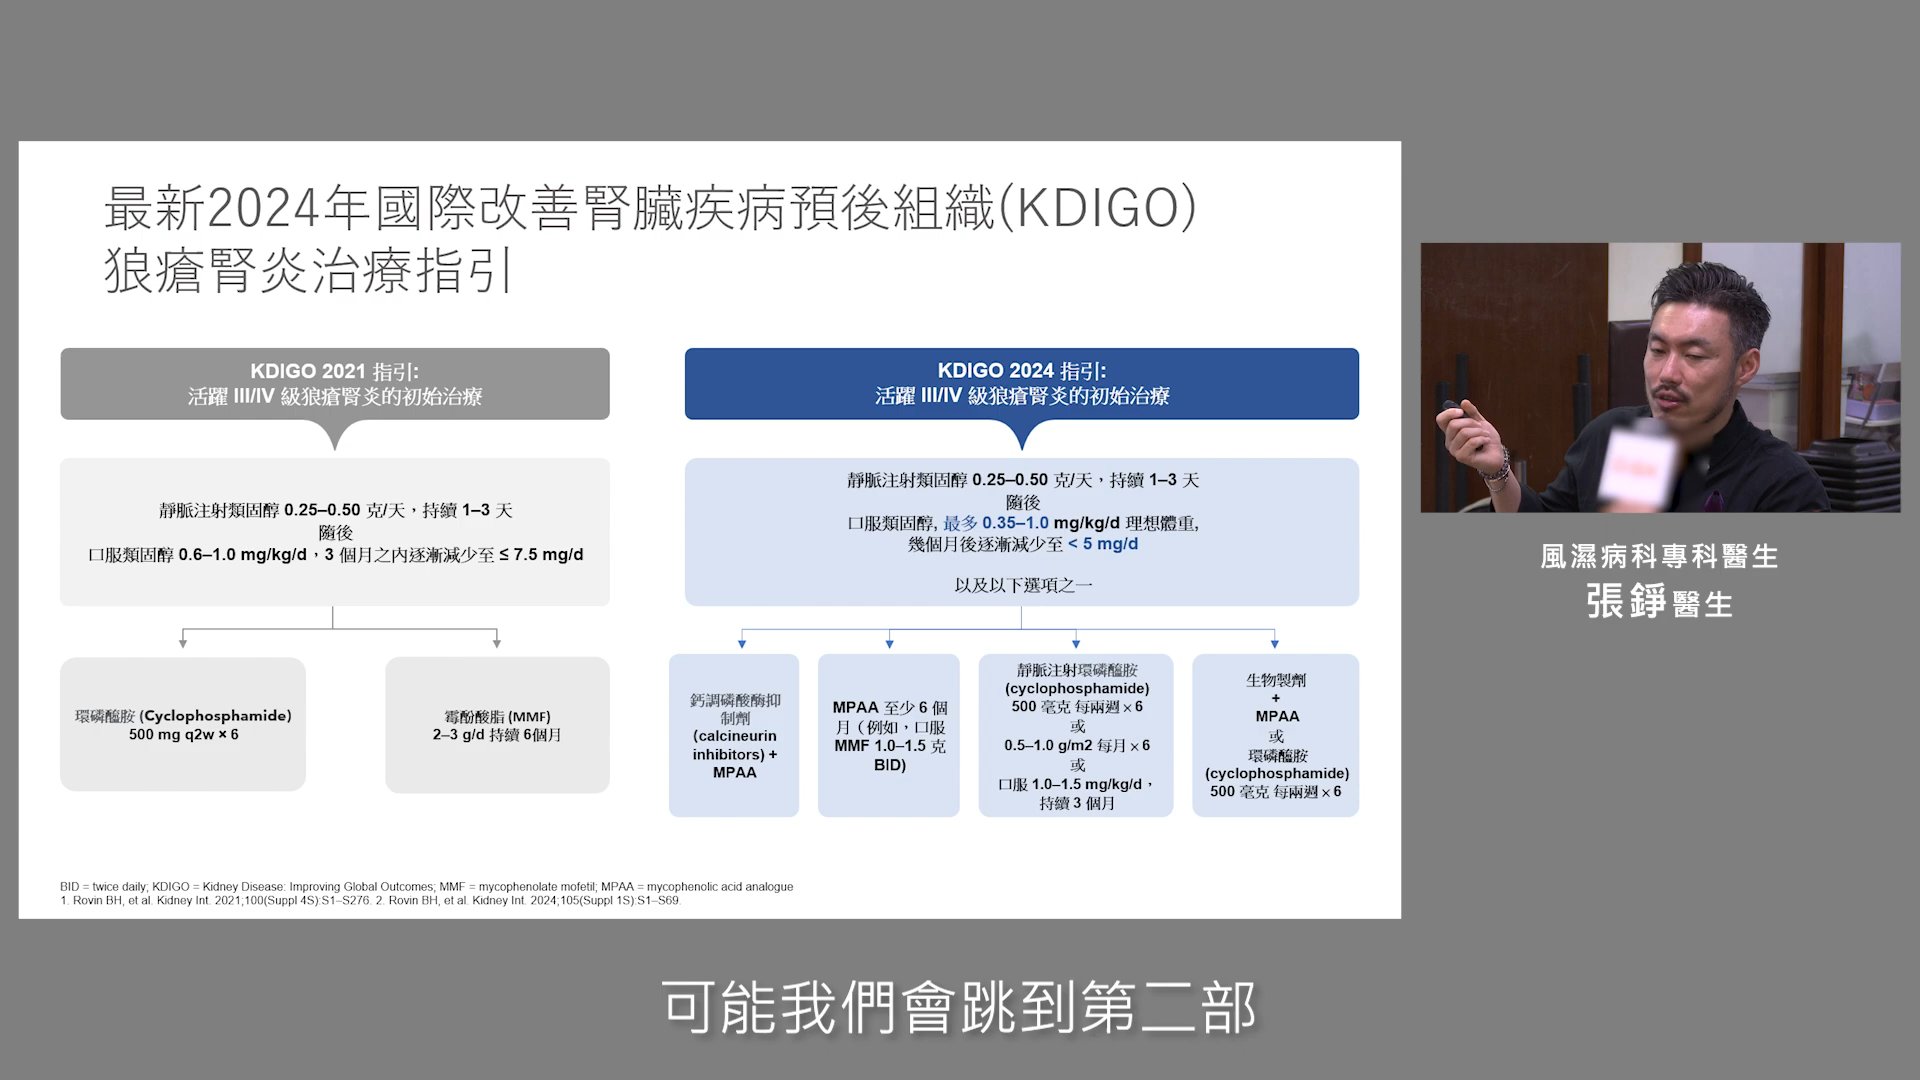 最新2024年國際改善腎臟疾病預後組織(KDIGO)
狼瘡腎炎治療指引
KDIGO 2021 指引:
活躍 III/IV 級狼瘡腎炎的初始治療
靜脈注射類固醇 0.25–0.50 克/天，持續 1–3 天
隨後
口服類固醇 0.6–1.0 mg/kg/d，3 個月之內逐漸減少至 ≤ 7.5 mg/d
環磷醯胺 (Cyclophosphamide)
500 mg q2w × 6
霉酚酸脂 (MMF)
2–3 g/d 持續 6個月
KDIGO 2024 指引:
活躍 III/IV 級狼瘡腎炎的初始治療
靜脈注射類固醇 0.25–0.50 克/天，持續 1–3 天
隨後
口服類固醇, 最多 0.35–1.0 mg/kg/d 理想體重,
幾個月後逐漸減少至 < 5 mg/d
以及以下選項之一
鈣調磷酸酶抑
制劑
(calcineurin
inhibitors) +
MPAA
MPAA 至少 6 個
月（例如，口服
MMF 1.0–1.5 克
BID)
靜脈注射環磷醯胺
(cyclophosphamide)
500 毫克 每兩週 × 6
或
0.5–1.0 g/m2 每月 × 6
或
口服 1.0–1.5 mg/kg/d，
持續 3 個月
生物製劑
+
MPAA
或
環磷醯胺
(cyclophosphamide)
500 毫克 每兩週 × 6
BID = twice daily; KDIGO = Kidney Disease: Improving Global Outcomes; MMF = mycophenolate mofetil; MPAA = mycophenolic acid analogue
1. Rovin BH, et al. Kidney Int. 2021;100(Suppl 4S):S1–S276. 2. Rovin BH, et al. Kidney Int. 2024;105(Suppl 1S):S1–S69.
風濕病科專科醫生
張錚醫生
可能我們會跳到第二部